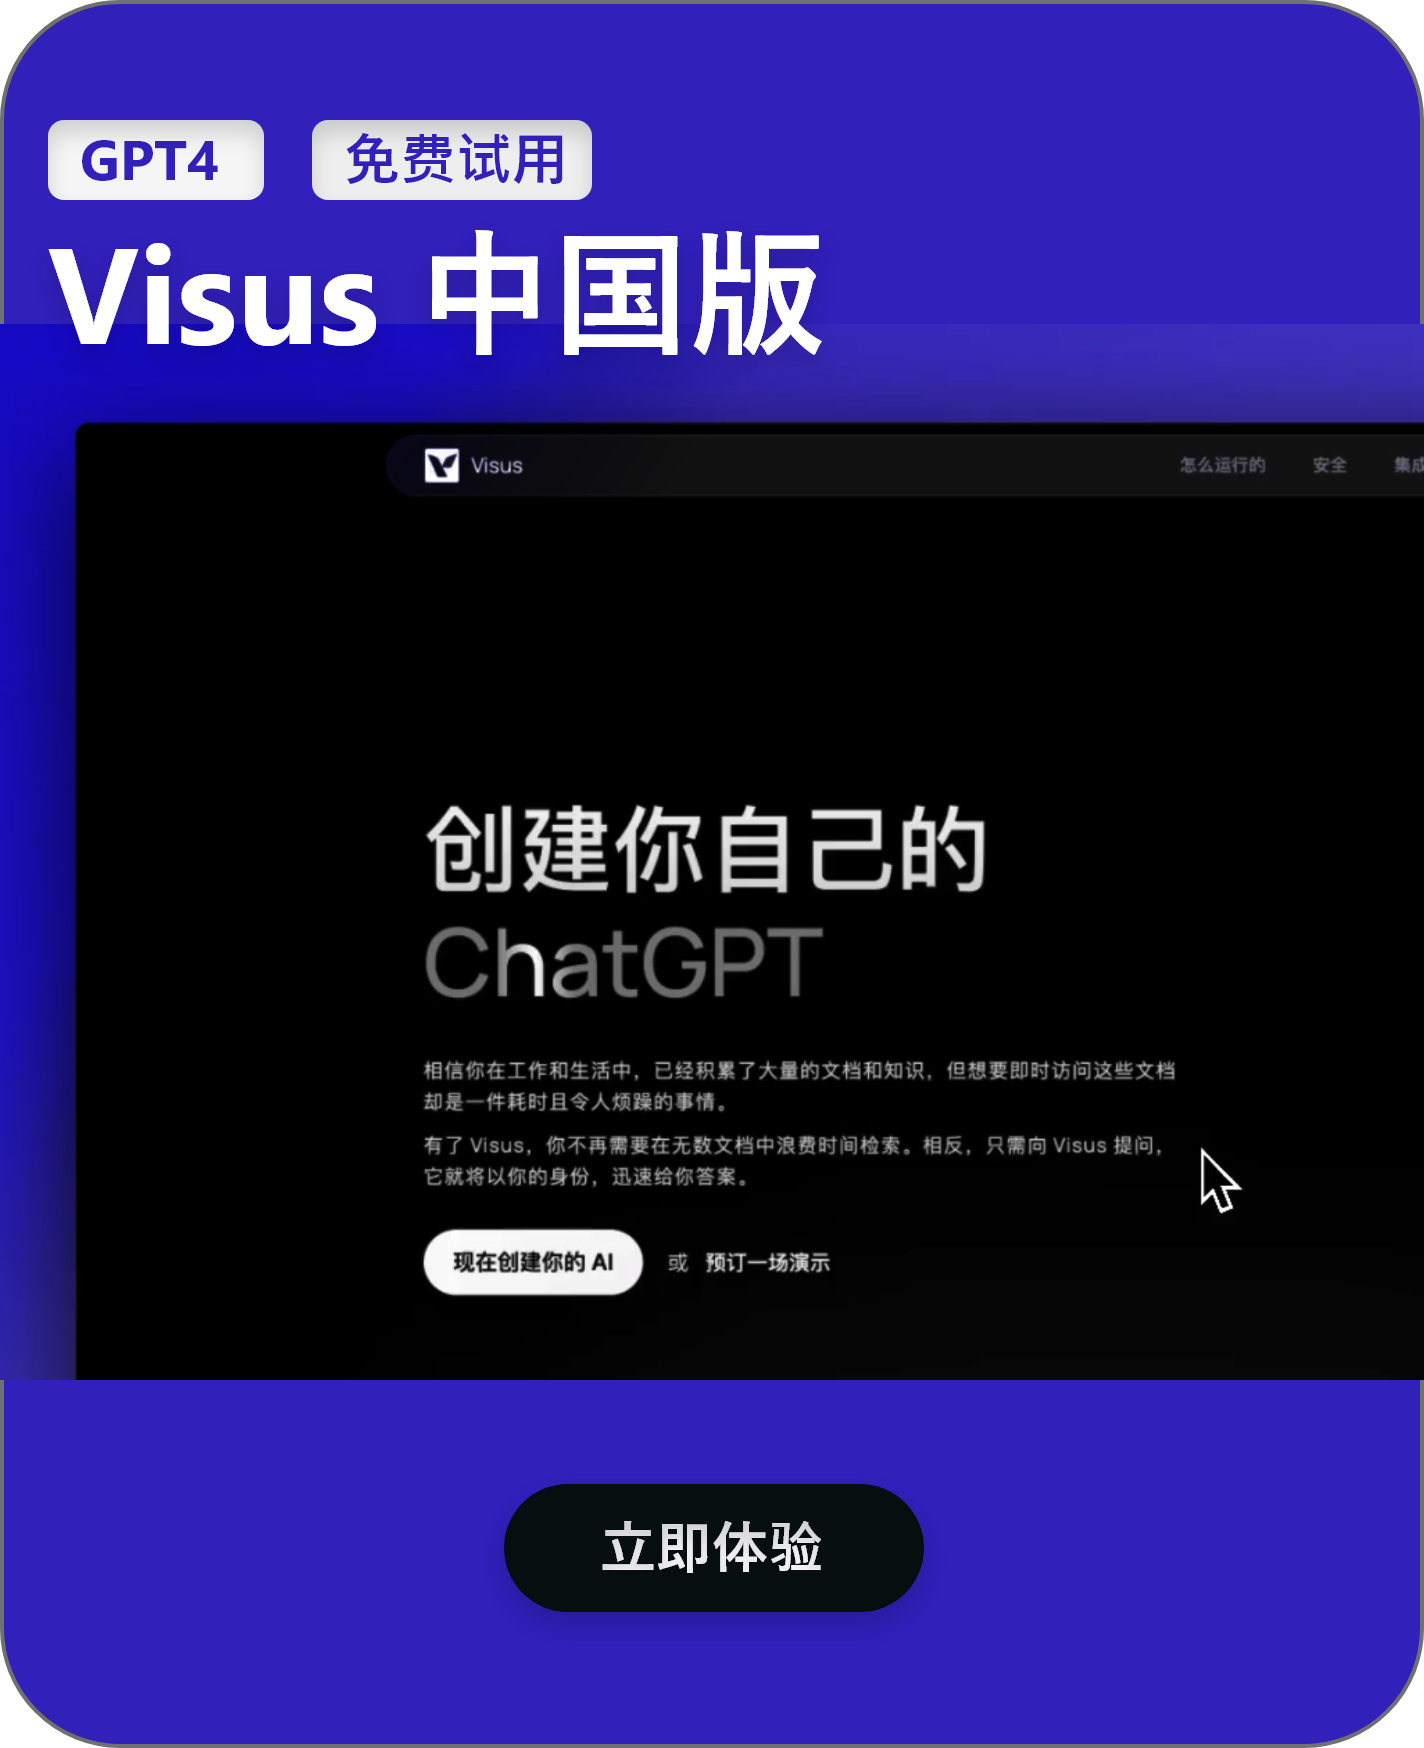 GPT4 免费试用
Visus 中国版
Visus 怎么运行的 安全 集成
创建你自己的
ChatGPT
相信你在工作和生活中，已经积累了大量的文档和知识，但想要即时访问这些文档
却是一件耗时且令人烦躁的事情。
有了 Visus，你不再需要在无数文档中浪费时间检索。相反，只需向 Visus 提问，
它就将以你的身份，迅速给你答案。
现在创建你的 AI 或 预订一场演示
立即体验